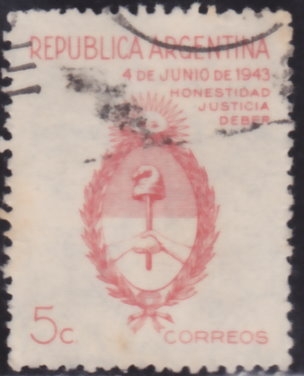 REPUBLICA ARGENTINA
4 DE JUNIO DE 1943
HONESTIDAD
JUSTICIA
DEBER
5c. CORREOS